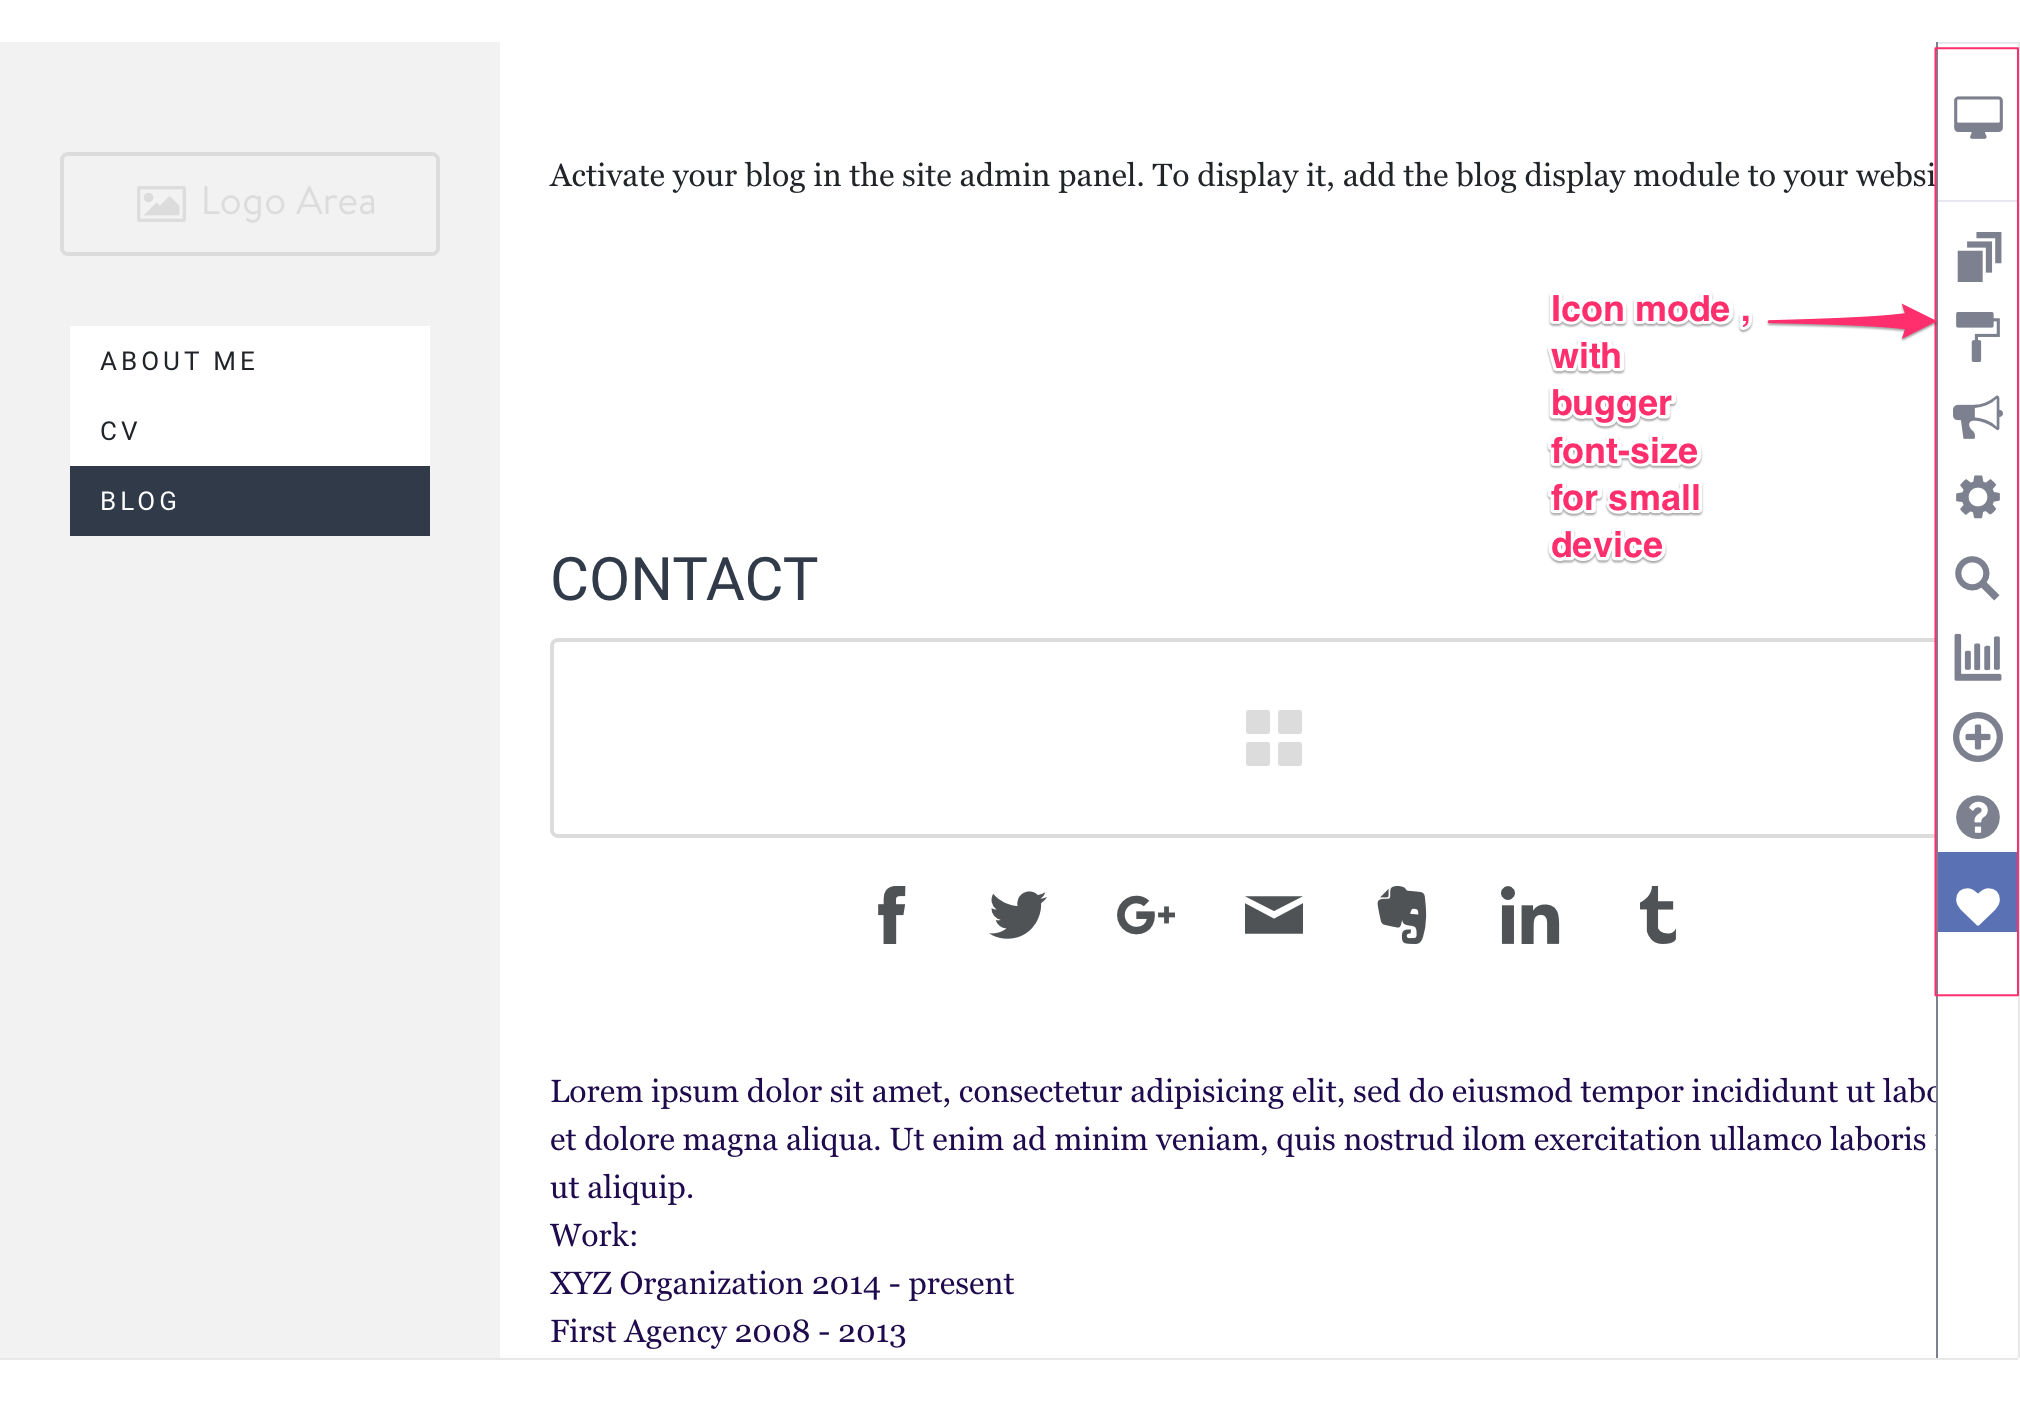 Logo Area
ABOUT ME
CV
BLOG
Activate your blog in the site admin panel. To display it, add the blog display module to your websi
Icon mode ,
with
bugger
font-size
for small
device
CONTACT
Lorem ipsum dolor sit amet, consectetur adipisicing elit, sed do eiusmod tempor incididunt ut labo
et dolore magna aliqua. Ut enim ad minim veniam, quis nostrud ilom exercitation ullamco laboris
ut aliquip.
Work:
XYZ Organization 2014 - present
First Agency 2008 - 2013